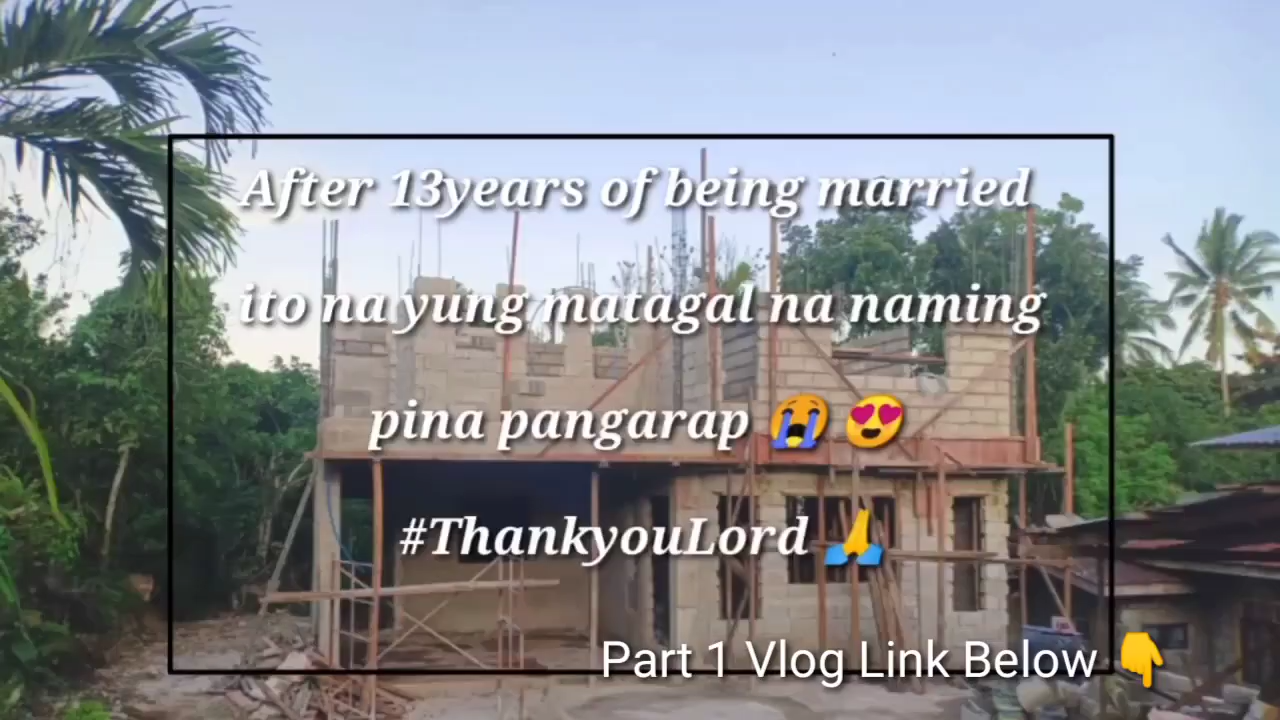 After 13years of being married
ito na yung matagal na naming
pina pangarap 😭 😍
#ThankyouLord 🙏
Part 1 Vlog Link Below 👇